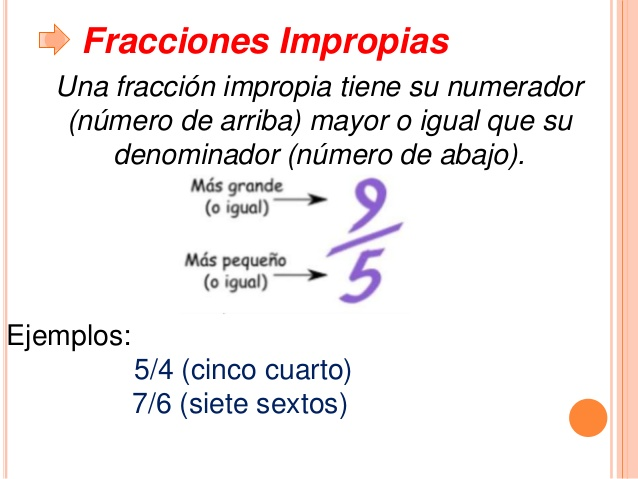 Fracciones Impropias
Una fracción impropia tiene su numerador
(número de arriba) mayor o igual que su
denominador (número de abajo).
Más grande
(o igual)
9
Más pequeño
(o igual)
5
Ejemplos:
5/4 (cinco cuarto)
7/6 (siete sextos)